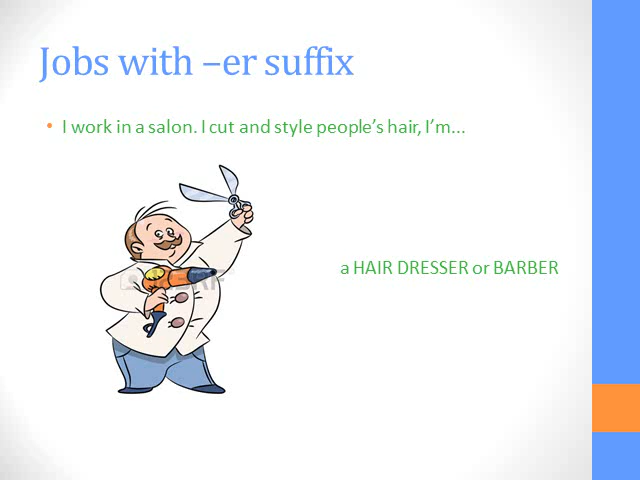 Jobs with –er suffix
• I work in a salon. I cut and style people’s hair, I’m...
a HAIR DRESSER or BARBER